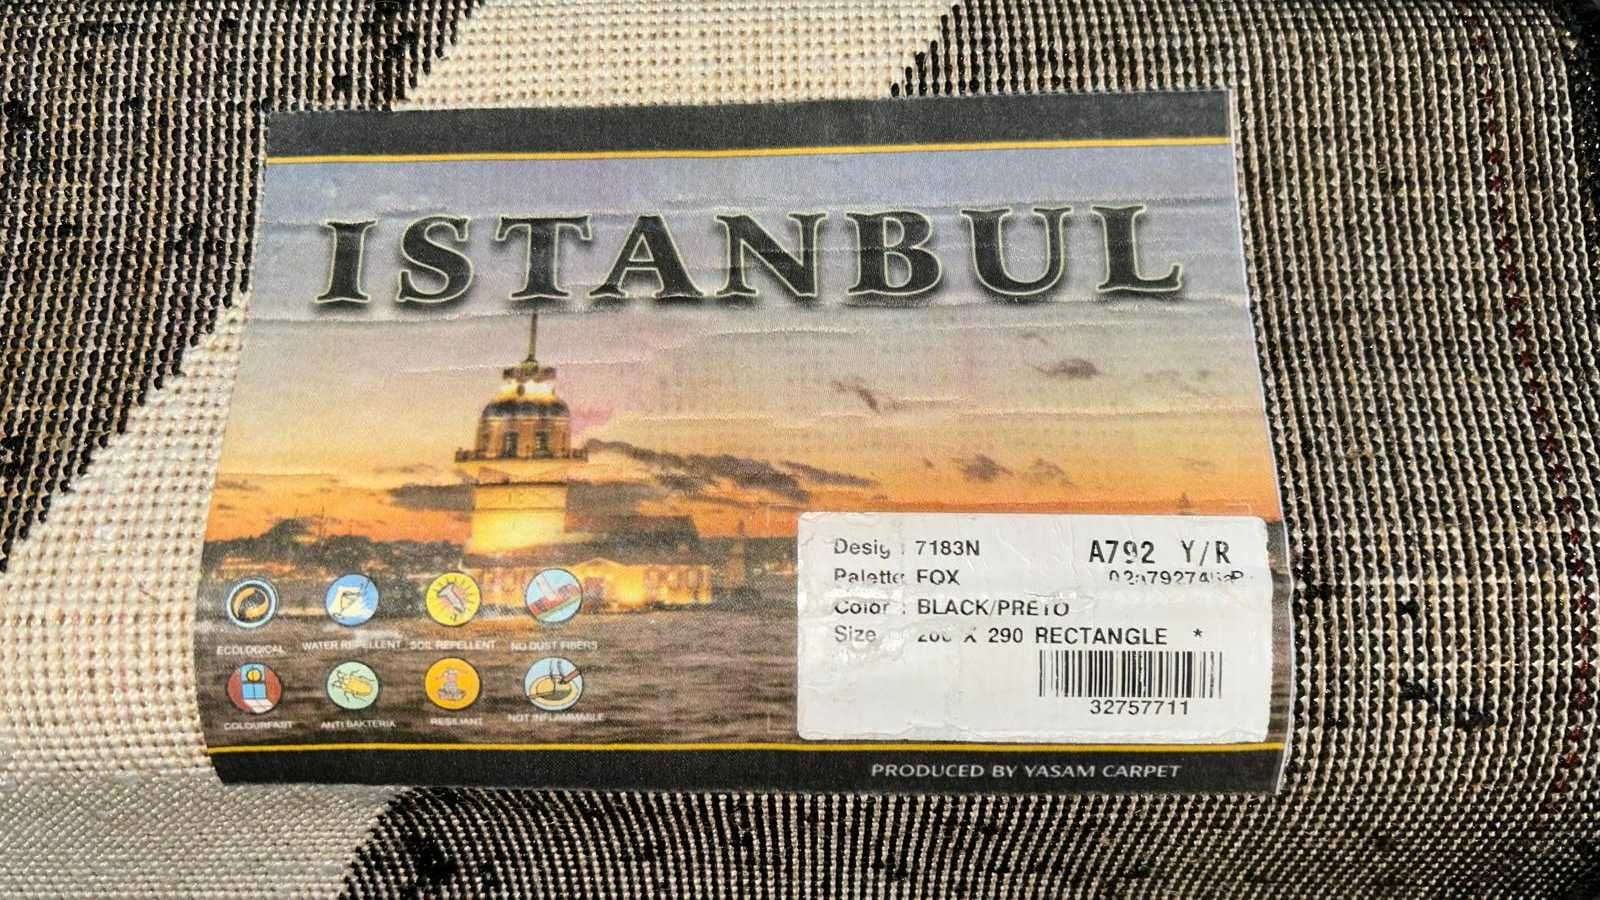 ISTANBUL
Desig : 7183N A792 Y/R
Palette FOX
Color : BLACK/PRETO
Size X 290 RECTANGLE *
32757711
ECOLOGICAL WATER REPELLENT SOIL REPELLENT NO DUST FIBERS
COLOURFAST ANTI BAKTERIA RESILIANT NOT INFLAMMABLE
PRODUCED BY YASAM CARPET